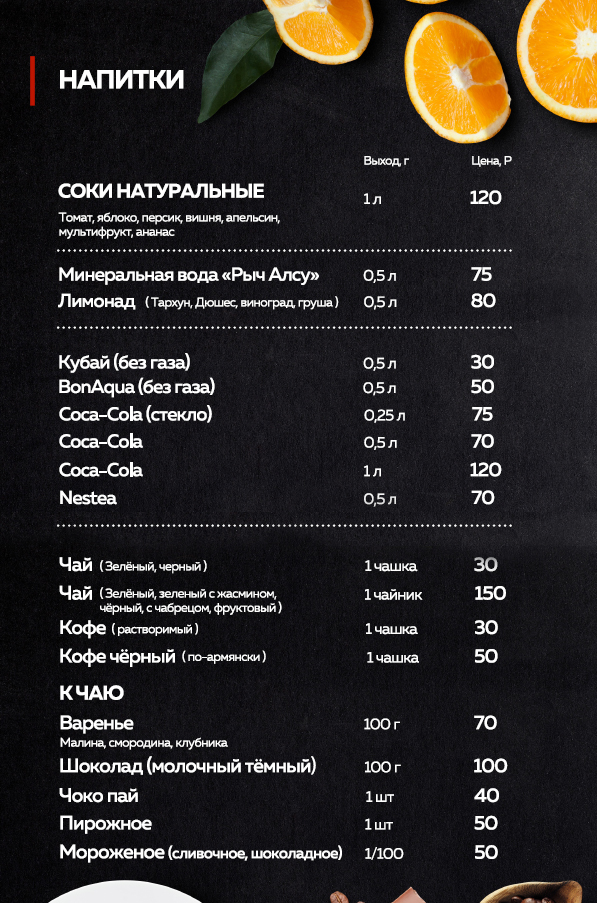 НАПИТКИ
Выход, г Цена, Р
СОКИ НАТУРАЛЬНЫЕ 1 л 120
Томат, яблоко, персик, вишня, апельсин,
мультифрукт, ананас
Минеральная вода «Рыч Алсу» 0,5 л 75
Лимонад ( Тархун, Дюшес, виноград, груша ) 0,5 л 80
Кубай (без газа) 0,5 л 30
BonAqua (без газа) 0,5 л 50
Coca-Cola (стекло) 0,25 л 75
Coca-Cola 0,5 л 70
Coca-Cola 1 л 120
Nestea 0,5 л 70
Чай ( Зелёный, черный ) 1 чашка 30
Чай ( Зелёный, зеленый с жасмином, 1 чайник 150
чёрный, с чабрецом, фруктовый )
Кофе ( растворимый ) 1 чашка 30
Кофе чёрный ( по-армянски ) 1 чашка 50
К ЧАЮ
Варенье 100 г 70
Малина, смородина, клубника
Шоколад (молочный тёмный) 100 г 100
Чоко пай 1 шт 40
Пирожное 1 шт 50
Мороженое (сливочное, шоколадное) 1/100 50